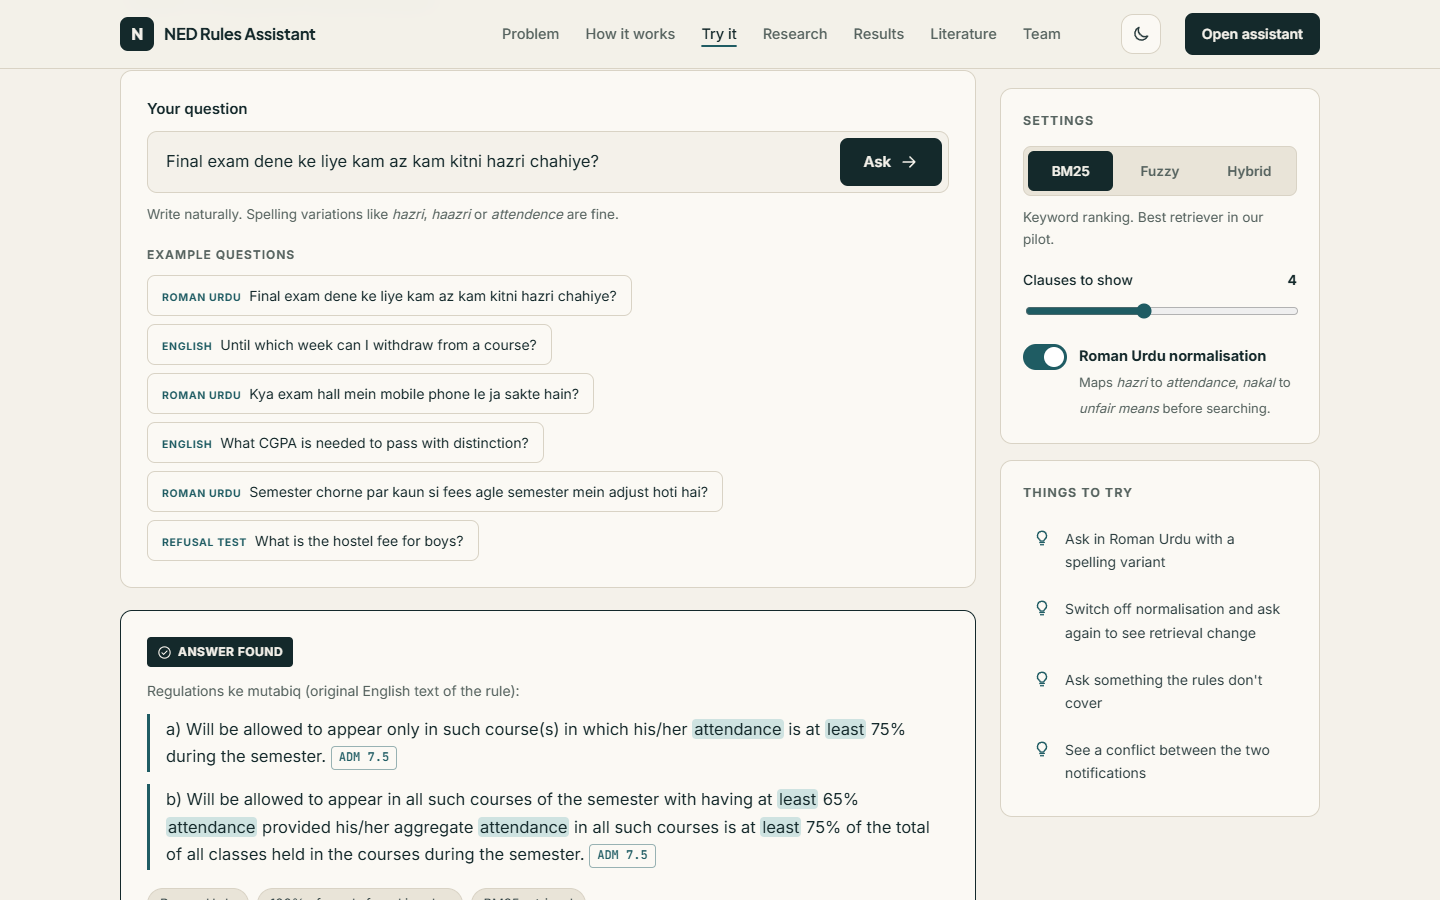 N NED Rules Assistant Problem How it works Try it Research Results Literature Team Open assistant
Your question
Final exam dene ke liye kam az kam kitni hazri chahiye? Ask →
Write naturally. Spelling variations like hazri, haazri or attendence are fine.
EXAMPLE QUESTIONS
ROMAN URDU Final exam dene ke liye kam az kam kitni hazri chahiye?
ENGLISH Until which week can I withdraw from a course?
ROMAN URDU Kya exam hall mein mobile phone le ja sakte hain?
ENGLISH What CGPA is needed to pass with distinction?
ROMAN URDU Semester chorne par kaun si fees agle semester mein adjust hoti hai?
REFUSAL TEST What is the hostel fee for boys?
ANSWER FOUND
Regulations ke mutabiq (original English text of the rule):
a) Will be allowed to appear only in such course(s) in which his/her attendance is at least 75%
during the semester. ADM 7.5
b) Will be allowed to appear in all such courses of the semester with having at least 65%
attendance provided his/her aggregate attendance in all such courses is at least 75% of the total
of all classes held in the courses during the semester. ADM 7.5
SETTINGS
BM25 Fuzzy Hybrid
Keyword ranking. Best retriever in our
pilot.
Clauses to show 4
Roman Urdu normalisation
Maps hazri to attendance, nakal to
unfair means before searching.
THINGS TO TRY
Ask in Roman Urdu with a
spelling variant
Switch off normalisation and ask
again to see retrieval change
Ask something the rules don't
cover
See a conflict between the two
notifications